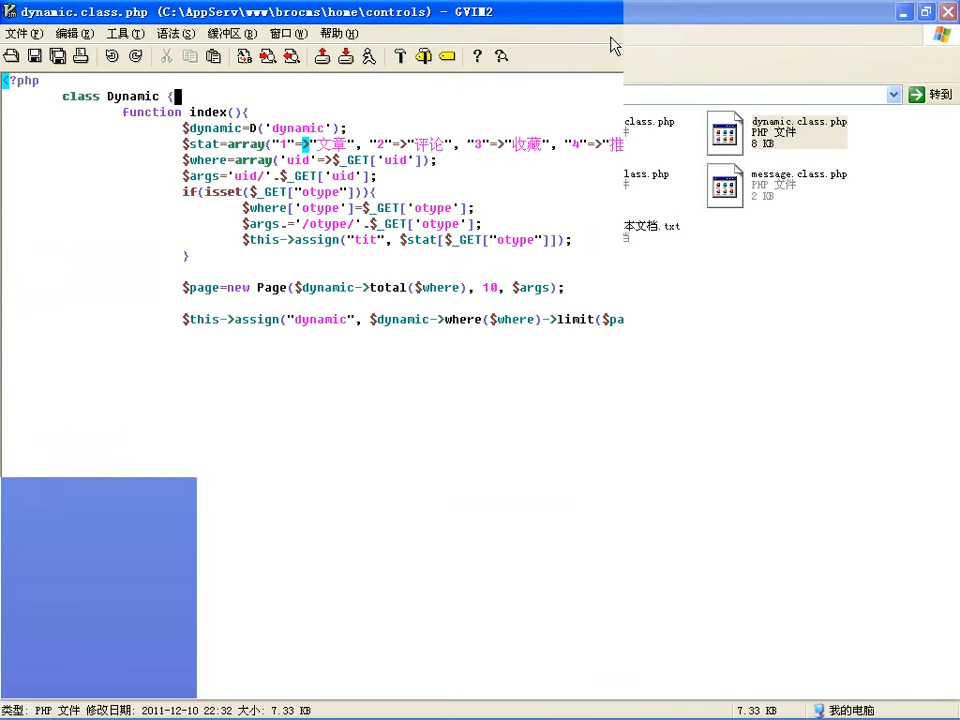 dynamic.class.php (C:\AppServ\www\brocms\home\controls) - GVIM2
文件(F) 编辑(E) 工具(T) 语法(S) 缓冲区(B) 窗口(W) 帮助(H)
转到
<?php
class Dynamic {
function index(){
$dynamic=D('dynamic');
$stat=array("1"=>"文章", "2"=>"评论", "3"=>"收藏", "4"=>"推
$where=array('uid'=>$_GET['uid']);
$args='uid/'.$_GET['uid'];
if(isset($_GET["otype"])){
$where['otype']=$_GET['otype'];
$args.='/otype/'.$_GET['otype'];
$this->assign("tit", $stat[$_GET["otype"]]);
}
$page=new Page($dynamic->total($where), 10, $args);
$this->assign("dynamic", $dynamic->where($where)->limit($pa
class.php
件
dynamic.class.php
PHP 文件
8 KB
lass.php
件
message.class.php
PHP 文件
2 KB
本文档.txt
类型: PHP 文件 修改日期: 2011-12-10 22:32 大小: 7.33 KB
7.33 KB
我的电脑